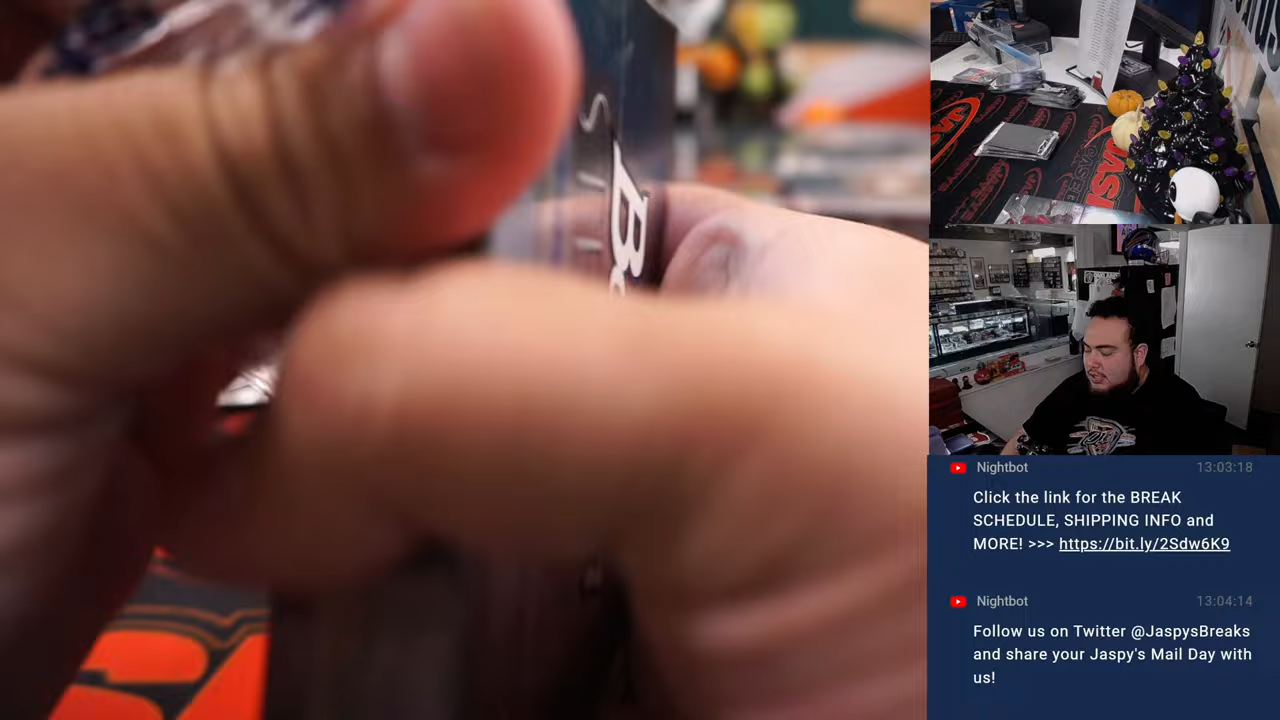 Nightbot 13:03:18
Click the link for the BREAK
SCHEDULE, SHIPPING INFO and
MORE! >>> https://bit.ly/2Sdw6K9
Nightbot 13:04:14
Follow us on Twitter @JaspysBreaks
and share your Jaspy's Mail Day with
us!